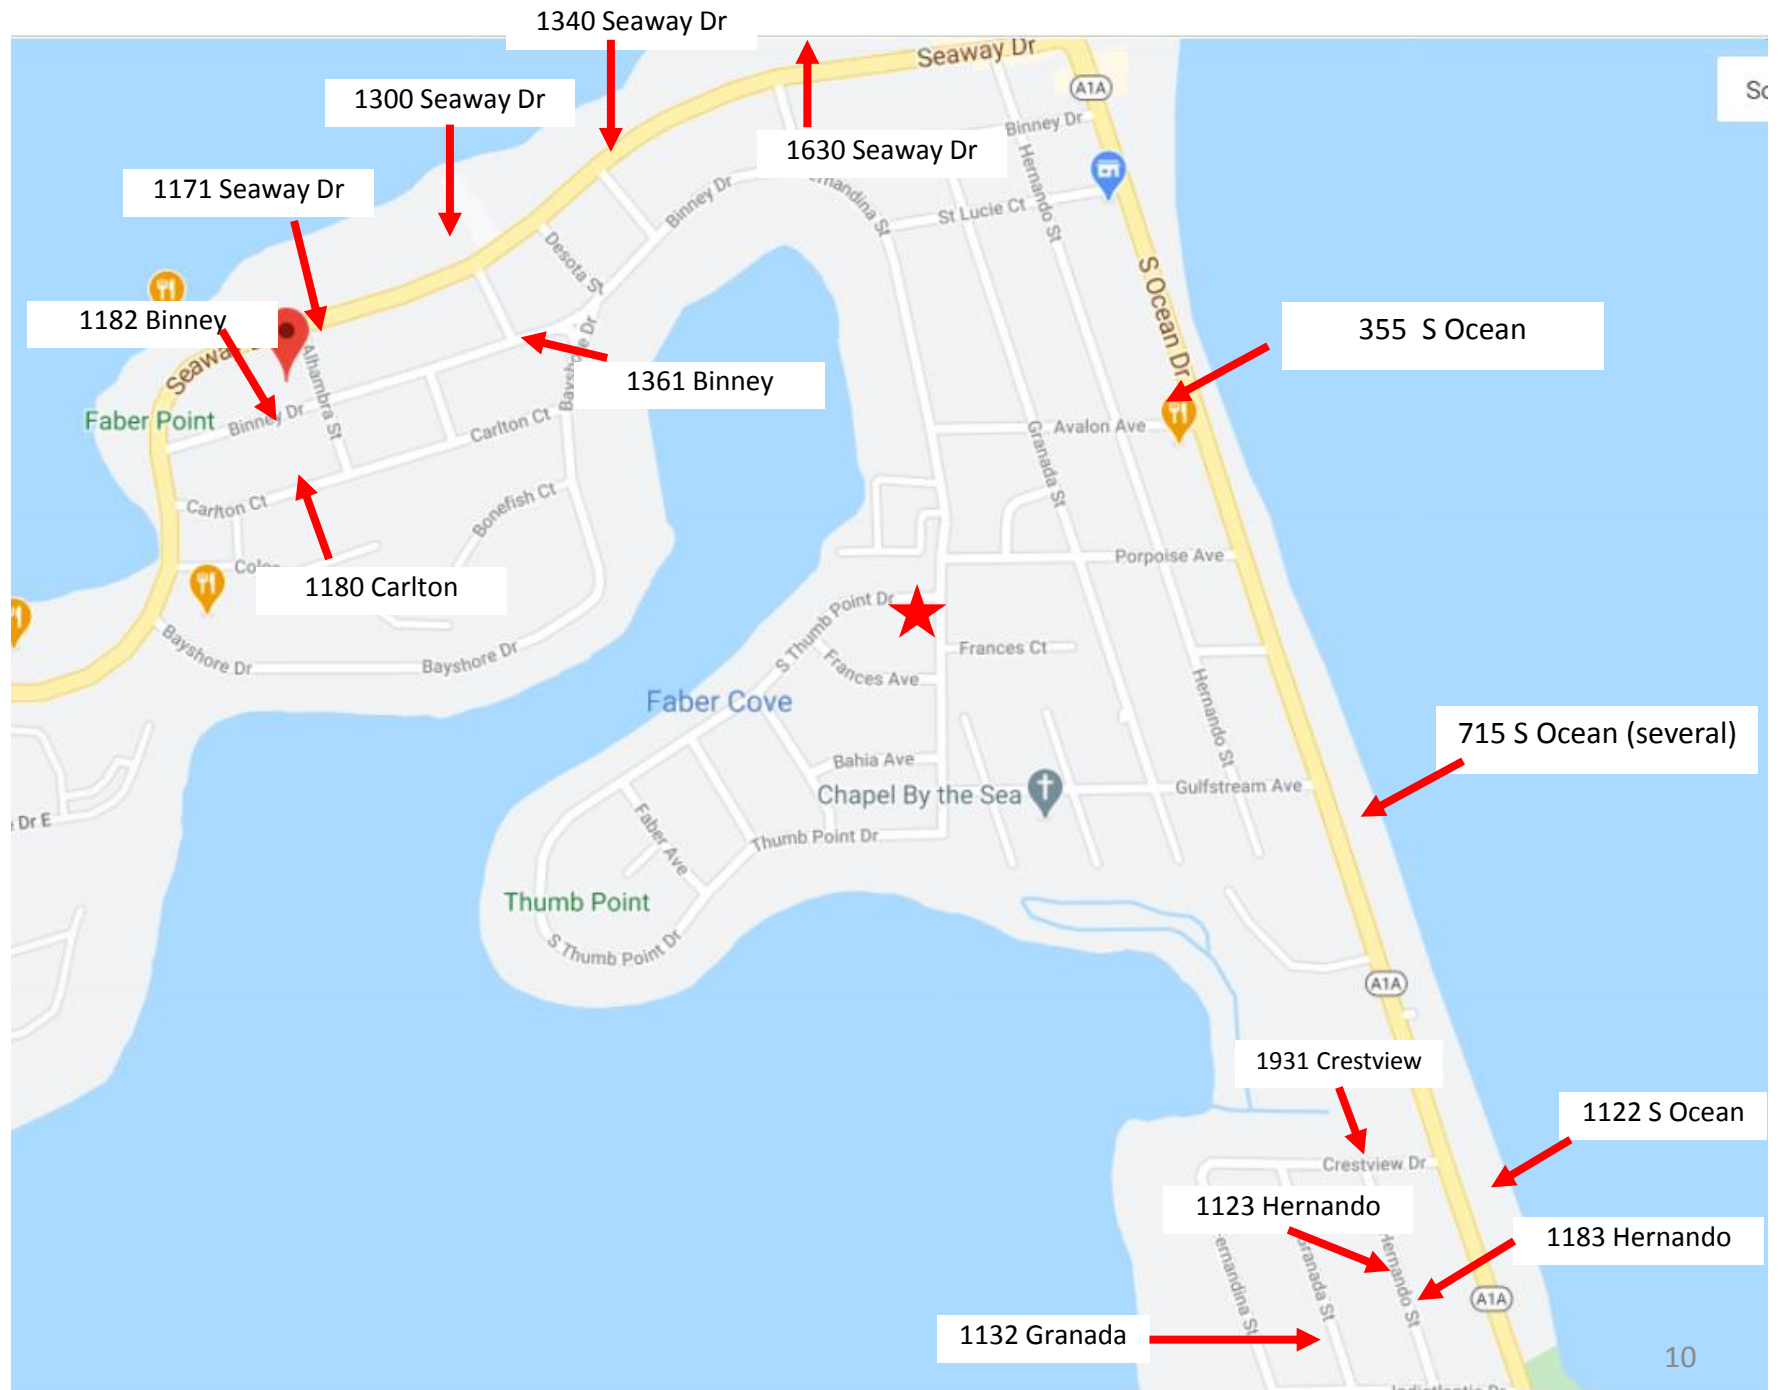 1340 Seaway Dr
Seaway Dr
1300 Seaway Dr
A1A
Binney Dr
1630 Seaway Dr
Hernando St
1171 Seaway Dr
Binney Dr
St Lucie Ct
Desota St
S Ocean Dr
1182 Binney
355 S Ocean
1361 Binney
Alhambra St
Faber Point
Binney Dr
Carlton Ct
Avalon Ave
Granada St
Carlton Ct
Bonefish Ct
Porpoise Ave
1180 Carlton
S Thumb Point Dr
Bayshore Dr
Bayshore Dr
Frances Ct
Frances Ave
Faber Cove
Hernando St
715 S Ocean (several)
Bahia Ave
Chapel By the Sea
Gulfstream Ave
Dr E
Faber Ave
Thumb Point Dr
Thumb Point
S Thumb Point Dr
A1A
1931 Crestview
1122 S Ocean
Crestview Dr
1123 Hernando
1183 Hernando
Granada St
Hernando St
A1A
1132 Granada
10